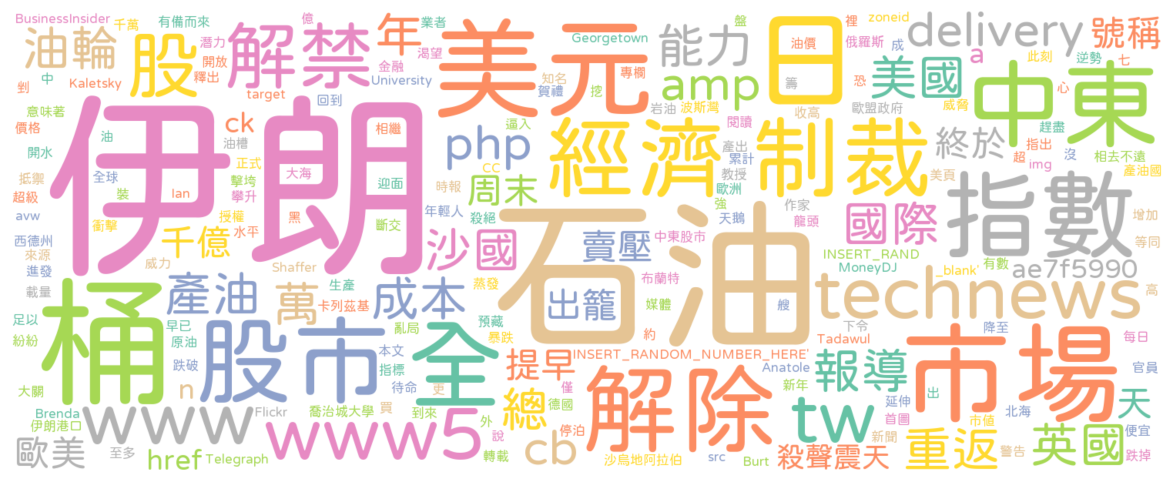 BusinessInsider
有備而來
千萬
億
業者
油輪
股
解禁
年
潛力
開放
渴望
釋出
金融
剉
中
Kaletsky
target
University
美元
Georgetown
知名
專欄
賀禮
挖
能力
amp
日
油價
籌
盤
裡
俄羅斯
zoneid
成
delivery
a
此刻
七
逆勢
號稱
恐
美國
心
中東
意味著
價格
油
ck
回到
相繼
開水
油槽
正式
抵禦
全球
擊垮
大海
迎面
超級
裝
Ian
攀升
avw
授權
黑
衝擊
水平
斷交
西德州
來源
千億
進發
威力
載量
伊朗
php
岩油
波斯灣
閱讀
收高
歐盟政府
威脅
經濟
制裁
產出
累計
教授
cc
逼入
時報
周末
歐洲
年輕人
殺絕
強
天鵝
作家
龍頭
終於
趕盡
指出
沒
超
img
相去不遠
美頁
產油國
指數
沙國
賣壓
中東股市
國際
增加
等同
INSERT_RAND
_blank'
有數
MoneyDJ
ae7f5990
高
Shaffer
生產
蒸發
布蘭特
石油
出籠
媒體
艘
technews
產油
萬
成本
卡列茲基
預藏
亂局
暴跌
約
下令
降至
每日
Tadawul
足以
早已
紛紛
原油
桶
跌破
股市
本文
指標
待命
全
更
INSERT_RANDOM_NUMBER_HERE'
提早
僅
Anatole
解除
新年
報導
出
市場
官員
大關
n
Brenda
伊朗港口
www
Flickr
喬治城大學
買
到來
外
總
德國
延伸
首圖
北海
市值
tw
天
便宜
歐美
至多
href
Telegraph
www5
說
轉載
cb
停泊
沙烏地阿拉伯
src
Burt
殺聲震天
新聞
重返
警告
英國
跌掉